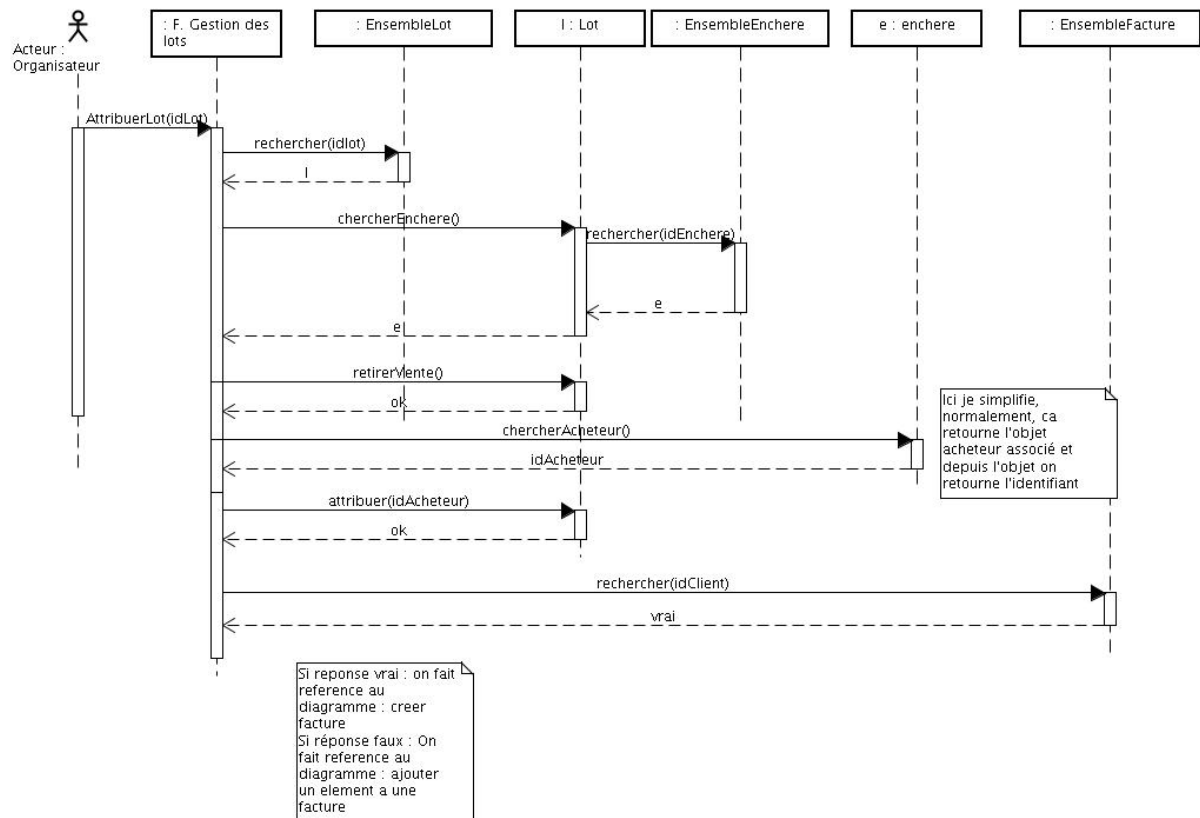 Acteur :
Organisateur
: F. Gestion des
lots
: EnsembleLot
l : Lot
: EnsembleEnchere
e : enchere
: EnsembleFacture
AttribuerLot(idLot)
rechercher(idlot)
l
chercherEnchere()
rechercher(idEnchere)
e
e
retirerVente()
ok
chercherAcheteur()
idAcheteur
Ici je simplifie,
normalement, ca
retourne l'objet
acheteur associé et
depuis l'objet on
retourne l'identifiant
attribuer(idAcheteur)
ok
rechercher(idClient)
vrai
Si reponse vrai : on fait
reference au
diagramme : creer
facture
Si réponse faux : On
fait reference au
diagramme : ajouter
un element a une
facture